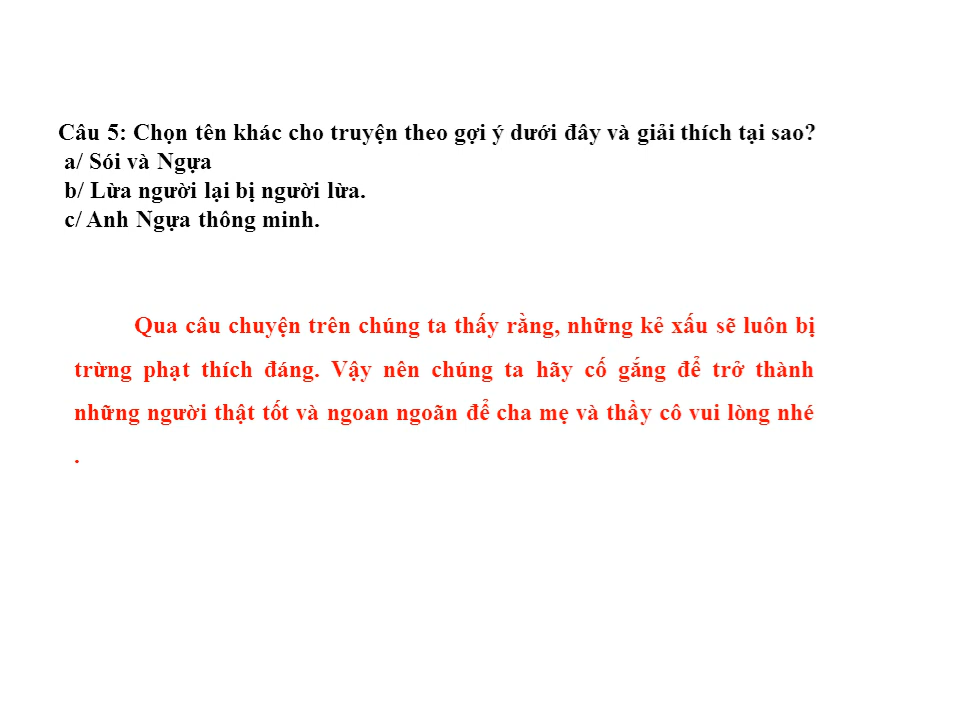 Câu 5: Chọn tên khác cho truyện theo gợi ý dưới đây và giải thích tại sao?
a/ Sói và Ngựa
b/ Lừa người lại bị người lừa.
c/ Anh Ngựa thông minh.
Qua câu chuyện trên chúng ta thấy rằng, những kẻ xấu sẽ luôn bị
trừng phạt thích đáng. Vậy nên chúng ta hãy cố gắng để trở thành
những người thật tốt và ngoan ngoãn để cha mẹ và thầy cô vui lòng nhé
.